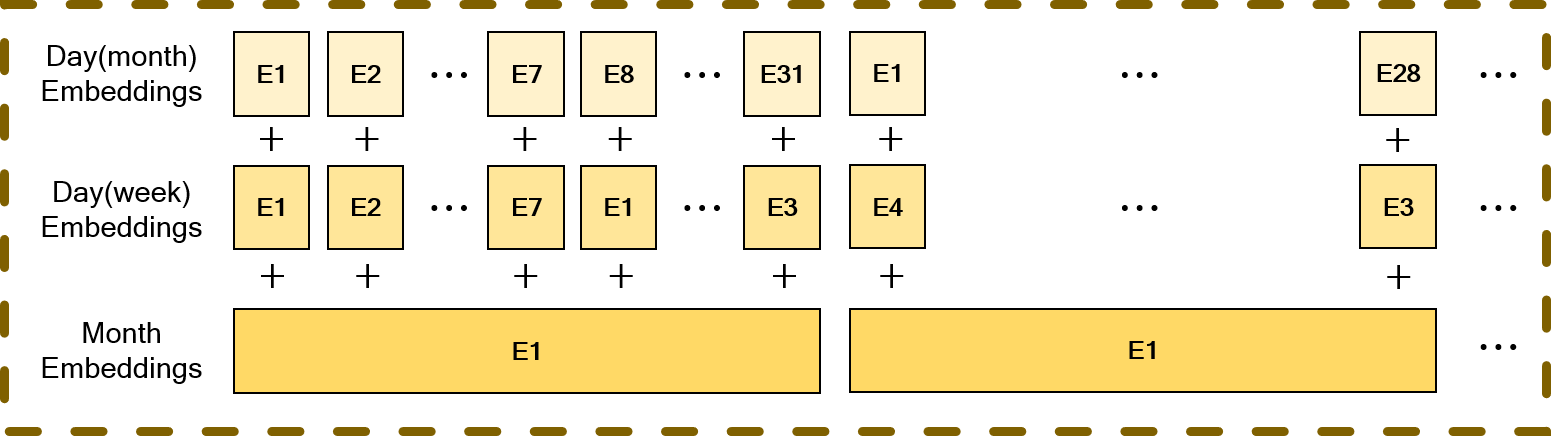 Day(month)
Embeddings
E1 E2 ··· E7 E8 ··· E31 E1 ··· E28 ···
+ + + + + + +
Day(week)
Embeddings
E1 E2 ··· E7 E1 ··· E3 E4 ··· E3 ···
+ + + + + + +
Month
Embeddings
E1 E1 ···